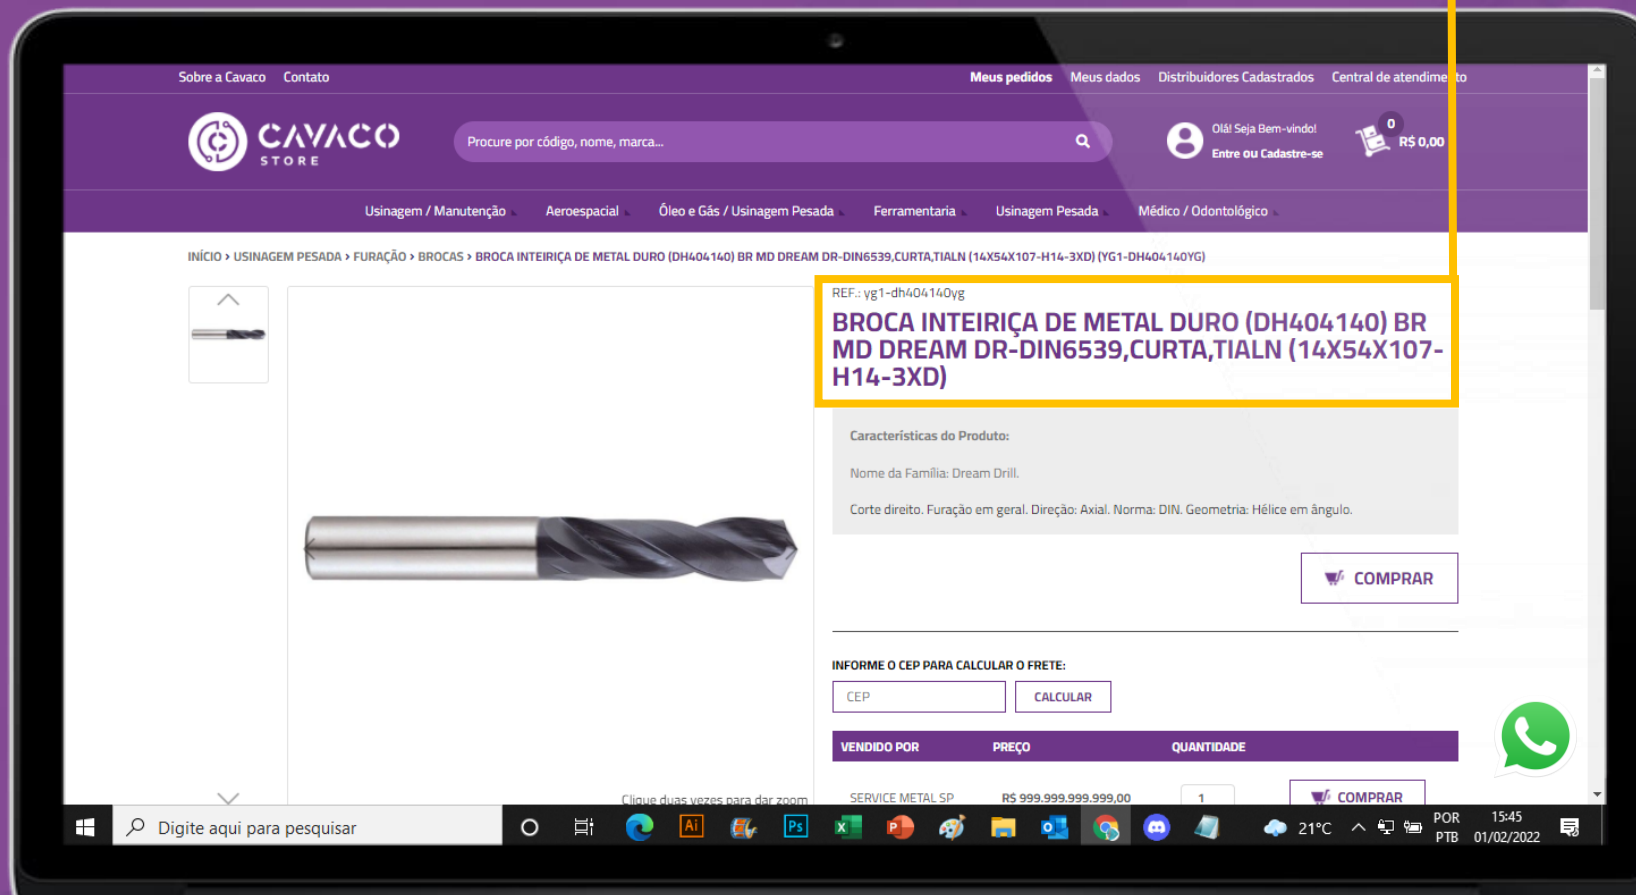 Sobre a Cavaco Contato Meus pedidos Meus dados Distribuidores Cadastrados Central de atendimento
CAVACO
STORE
Procure por código, nome, marca...
Olá! Seja Bem-vindo!
Entre ou Cadastre-se
0
R$ 0,00
Usinagem / Manutenção Aeroespacial Óleo e Gás / Usinagem Pesada Ferramentaria Usinagem Pesada Médico / Odontológico
INÍCIO > USINAGEM PESADA > FURAÇÃO > BROCAS > BROCA INTEIRIÇA DE METAL DURO (DH404140) BR MD DREAM DR-DIN6539,CURTA,TIALN (14X54X107-H14-3XD) (YG1-DH404140YG)
REF.: yg1-dh404140yg
BROCA INTEIRIÇA DE METAL DURO (DH404140) BR
MD DREAM DR-DIN6539,CURTA,TIALN (14X54X107-
H14-3XD)
Características do Produto:
Nome da Família: Dream Drill.
Corte direito. Furação em geral. Direção: Axial. Norma: DIN. Geometria: Hélice em ângulo.
COMPRAR
INFORME O CEP PARA CALCULAR O FRETE:
CEP CALCULAR
VENDIDO POR PREÇO QUANTIDADE
SERVICE METAL SP R$ 999.999.999.999,00 1 COMPRAR
Clique duas vezes para dar zoom
Digite aqui para pesquisar
Ai
Ps
21°C
POR
PTB
15:45
01/02/2022